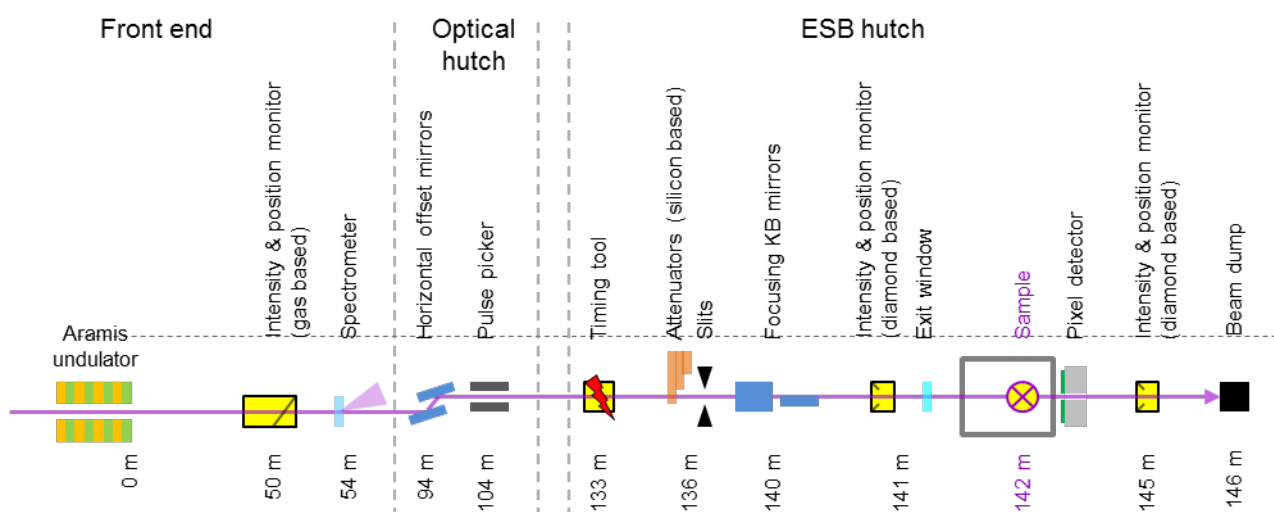 Front end
Optical
hutch
ESB hutch
Intensity & position monitor
(gas based)
Spectrometer
Horizontal offset mirrors
Pulse picker
Timing tool
Attenuators (silicon based)
Slits
Focusing KB mirrors
Intensity & position monitor
(diamond based)
Exit window
Sample
Pixel detector
Intensity & position monitor
(diamond based)
Beam dump
Aramis
undulator
0 m
50 m
54 m
94 m
104 m
133 m
136 m
140 m
141 m
142 m
145 m
146 m